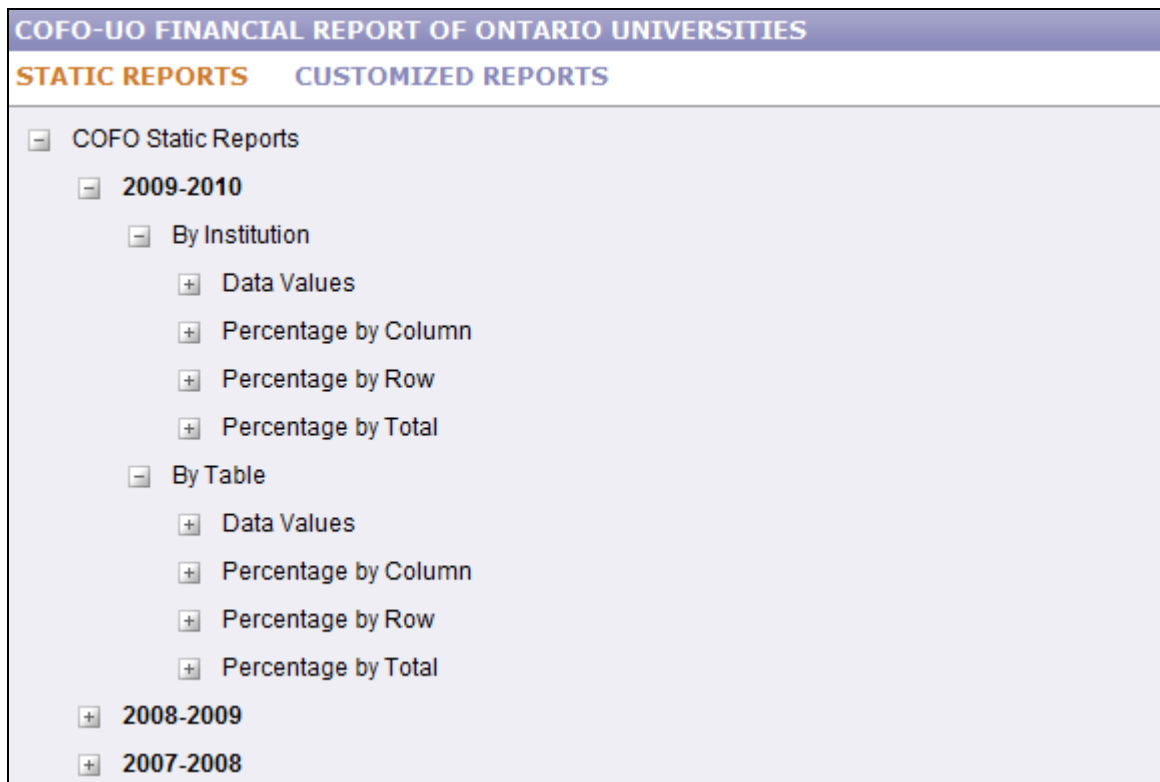 COFO-UO FINANCIAL REPORT OF ONTARIO UNIVERSITIES
STATIC REPORTS CUSTOMIZED REPORTS
COFO Static Reports
2009-2010
By Institution
Data Values
Percentage by Column
Percentage by Row
Percentage by Total
By Table
Data Values
Percentage by Column
Percentage by Row
Percentage by Total
2008-2009
2007-2008